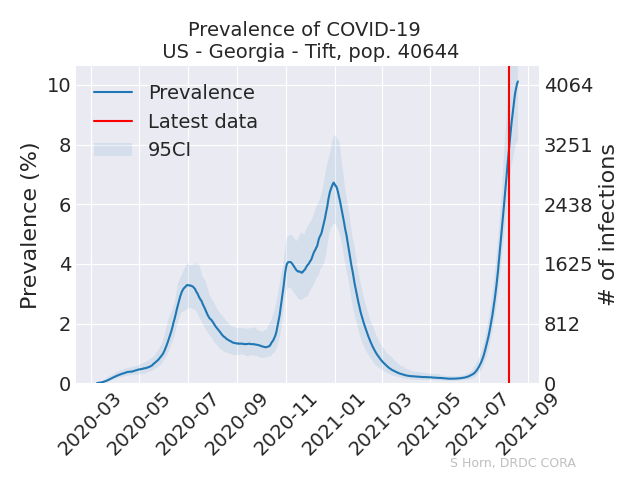 Prevalence of COVID-19
US - Georgia - Tift, pop. 40644
Prevalence
Latest data
95CI
Prevalence (%)
10
8
6
4
2
0
4064
3251
2438
1625
812
0
# of infections
2020-03
2020-05
2020-07
2020-09
2020-11
2021-01
2021-03
2021-05
2021-07
2021-09
S Horn, DRDC CORA